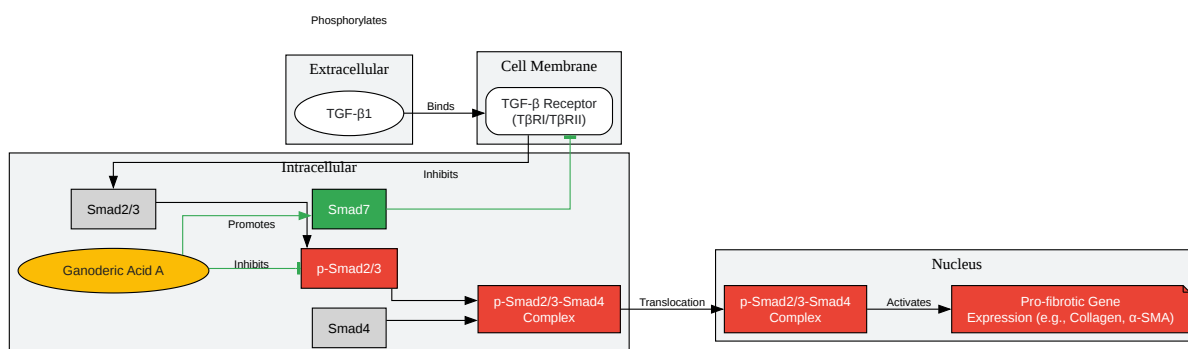 Phosphorylates
Extracellular
Cell Membrane
TGF-β1
Binds
TGF-β Receptor
(TβRI/TβRII)
Intracellular
Inhibits
Smad2/3
Smad7
Promotes
Ganoderic Acid A
Inhibits
p-Smad2/3
Smad4
p-Smad2/3-Smad4
Complex
Translocation
Nucleus
p-Smad2/3-Smad4
Complex
Activates
Pro-fibrotic Gene
Expression (e.g., Collagen, α-SMA)